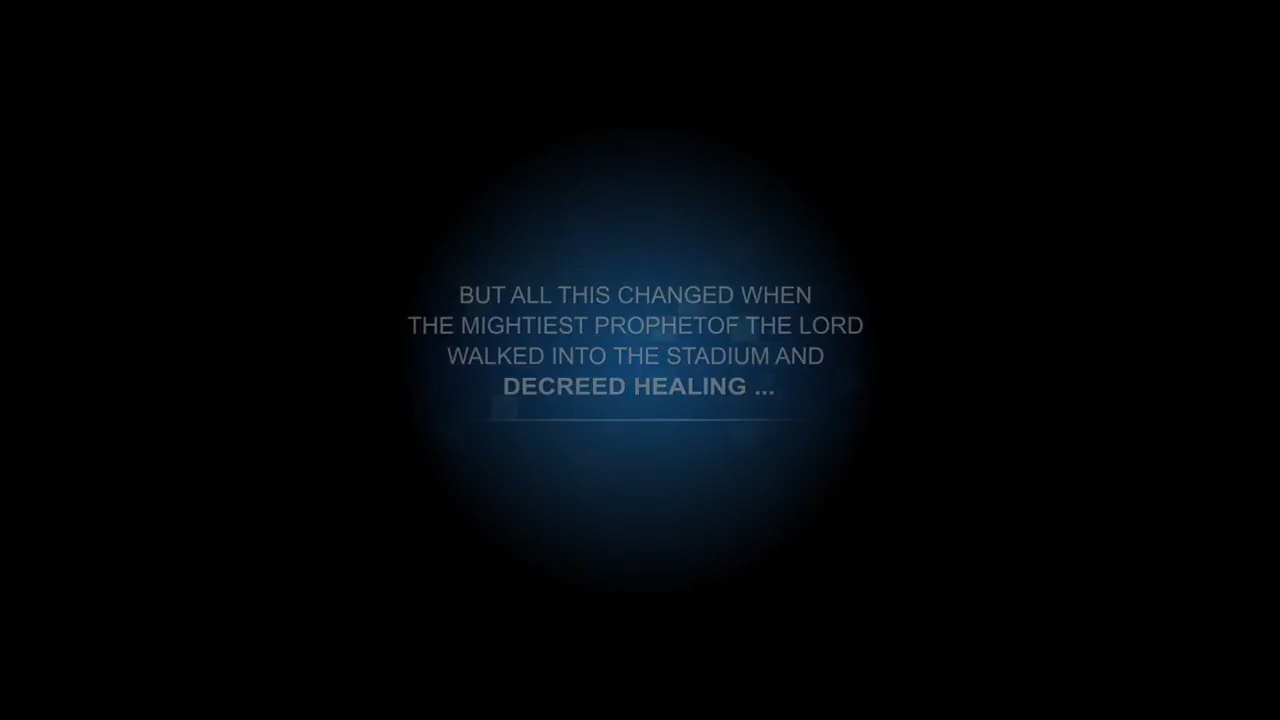 BUT ALL THIS CHANGED WHEN
THE MIGHTIEST PROPHETOF THE LORD
WALKED INTO THE STADIUM AND
DECREED HEALING ...